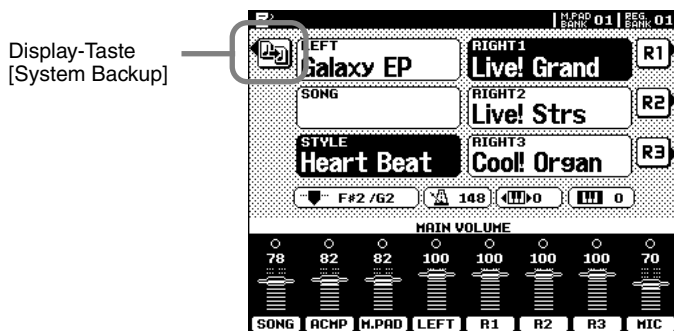 Display-Taste
[System Backup]
M.PAD BANK 01 REG. BANK 01
LEFT
Galaxy EP
RIGHT1
Live! Grand
R1
SONG
RIGHT2
Live! Strs
R2
STYLE
Heart Beat
RIGHT3
Cool! Organ
R3
F#2 /G2 148 0 0
MAIN VOLUME
78 82 82 100 100 100 100 70
SONG ACMP M.PAD LEFT R1 R2 R3 MIC